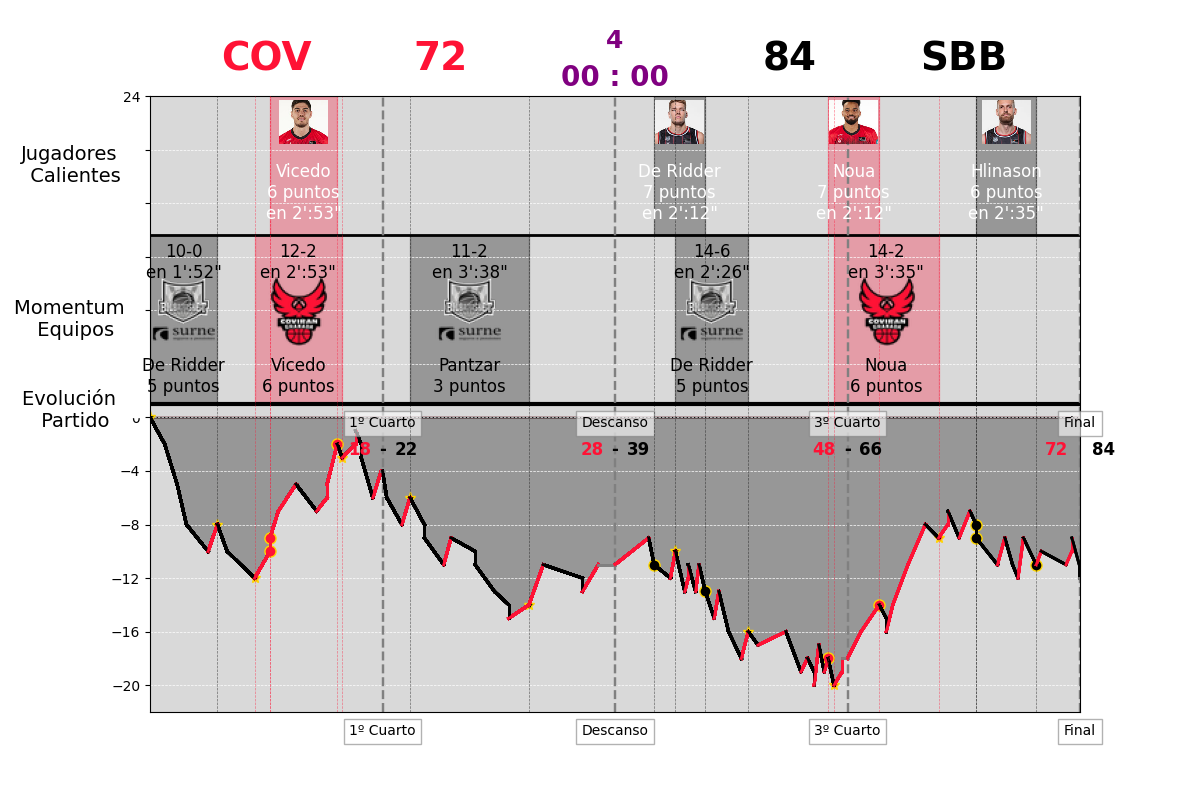 COV 72 4 84 SBB
00 : 00
24
Jugadores
Calientes
Vicedo
6 puntos
en 2':53"
De Ridder
7 puntos
en 2':12"
Noua
7 puntos
en 2':12"
Hlinason
6 puntos
en 2':35"
Momentum
Equipos
10-0
en 1':52"
surne
De Ridder
5 puntos
12-2
en 2':53"
COVIRAN
GRANADA
Vicedo
6 puntos
11-2
en 3':38"
surne
Pantzar
3 puntos
14-6
en 2':26"
surne
De Ridder
5 puntos
14-2
en 3':35"
COVIRAN
GRANADA
Noua
6 puntos
Evolución
Partido
0
−4
−8
−12
−16
−20
1º Cuarto
18 - 22
Descanso
28 - 39
3º Cuarto
48 - 66
Final
72 84
1º Cuarto
Descanso
3º Cuarto
Final